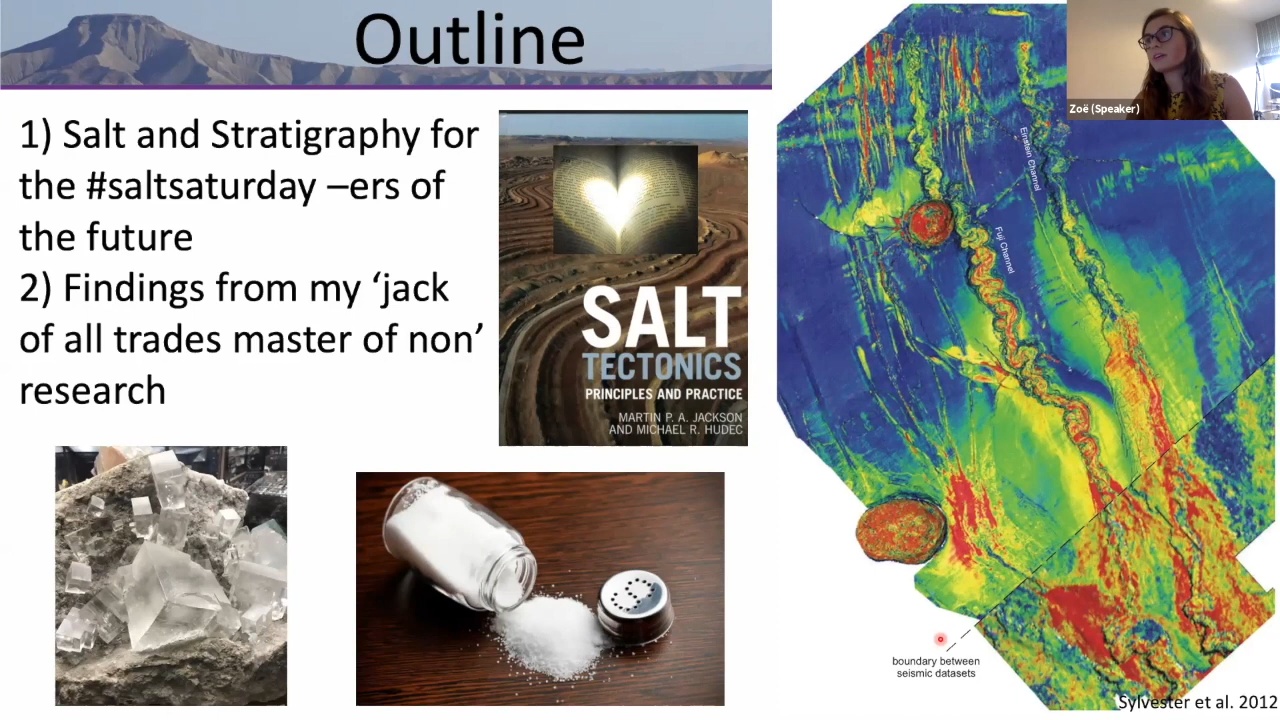 Outline
1) Salt and Stratigraphy for
the #saltsaturday –ers of
the future
2) Findings from my ‘jack
of all trades master of non’
research
SALT
TECTONICS
PRINCIPLES AND PRACTICE
MARTIN P. A. JACKSON
AND MICHAEL R. HUDEC
Zoë (Speaker)
Einstein Channel
Fuji Channel
boundary between
seismic datasets
Sylvester et al. 2012